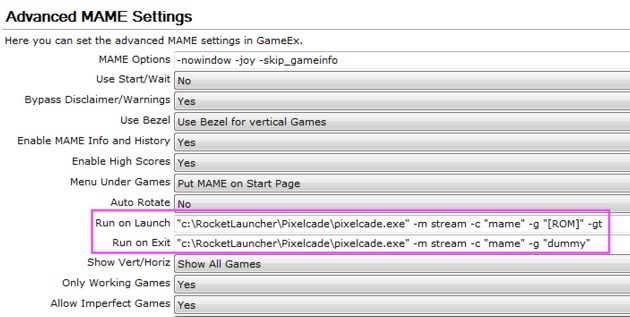 Advanced MAME Settings
Here you can set the advanced MAME settings in GameEx.
MAME Options -nowindow -joy -skip_gameinfo
Use Start/Wait No
Bypass Disclaimer/Warnings Yes
Use Bezel Use Bezel for vertical Games
Enable MAME Info and History Yes
Enable High Scores Yes
Menu Under Games Put MAME on Start Page
Auto Rotate No
Run on Launch "c:\RocketLauncher\Pixelcade\pixelcade.exe" -m stream -c "mame" -g "[ROM]" -gt
Run on Exit "c:\RocketLauncher\Pixelcade\pixelcade.exe" -m stream -c "mame" -g "dummy"
Show Vert/Horiz Show All Games
Only Working Games Yes
Allow Imperfect Games Yes